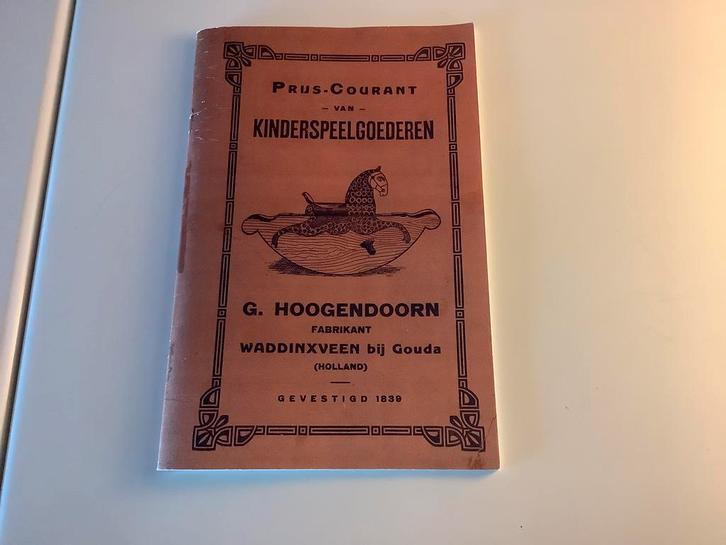 PRIJS-COURANT
- VAN -
KINDERSPEELGOEDEREN
G. HOOGENDOORN
FABRIKANT
WADDINXVEEN bij Gouda
(HOLLAND)
GEVESTIGD 1839